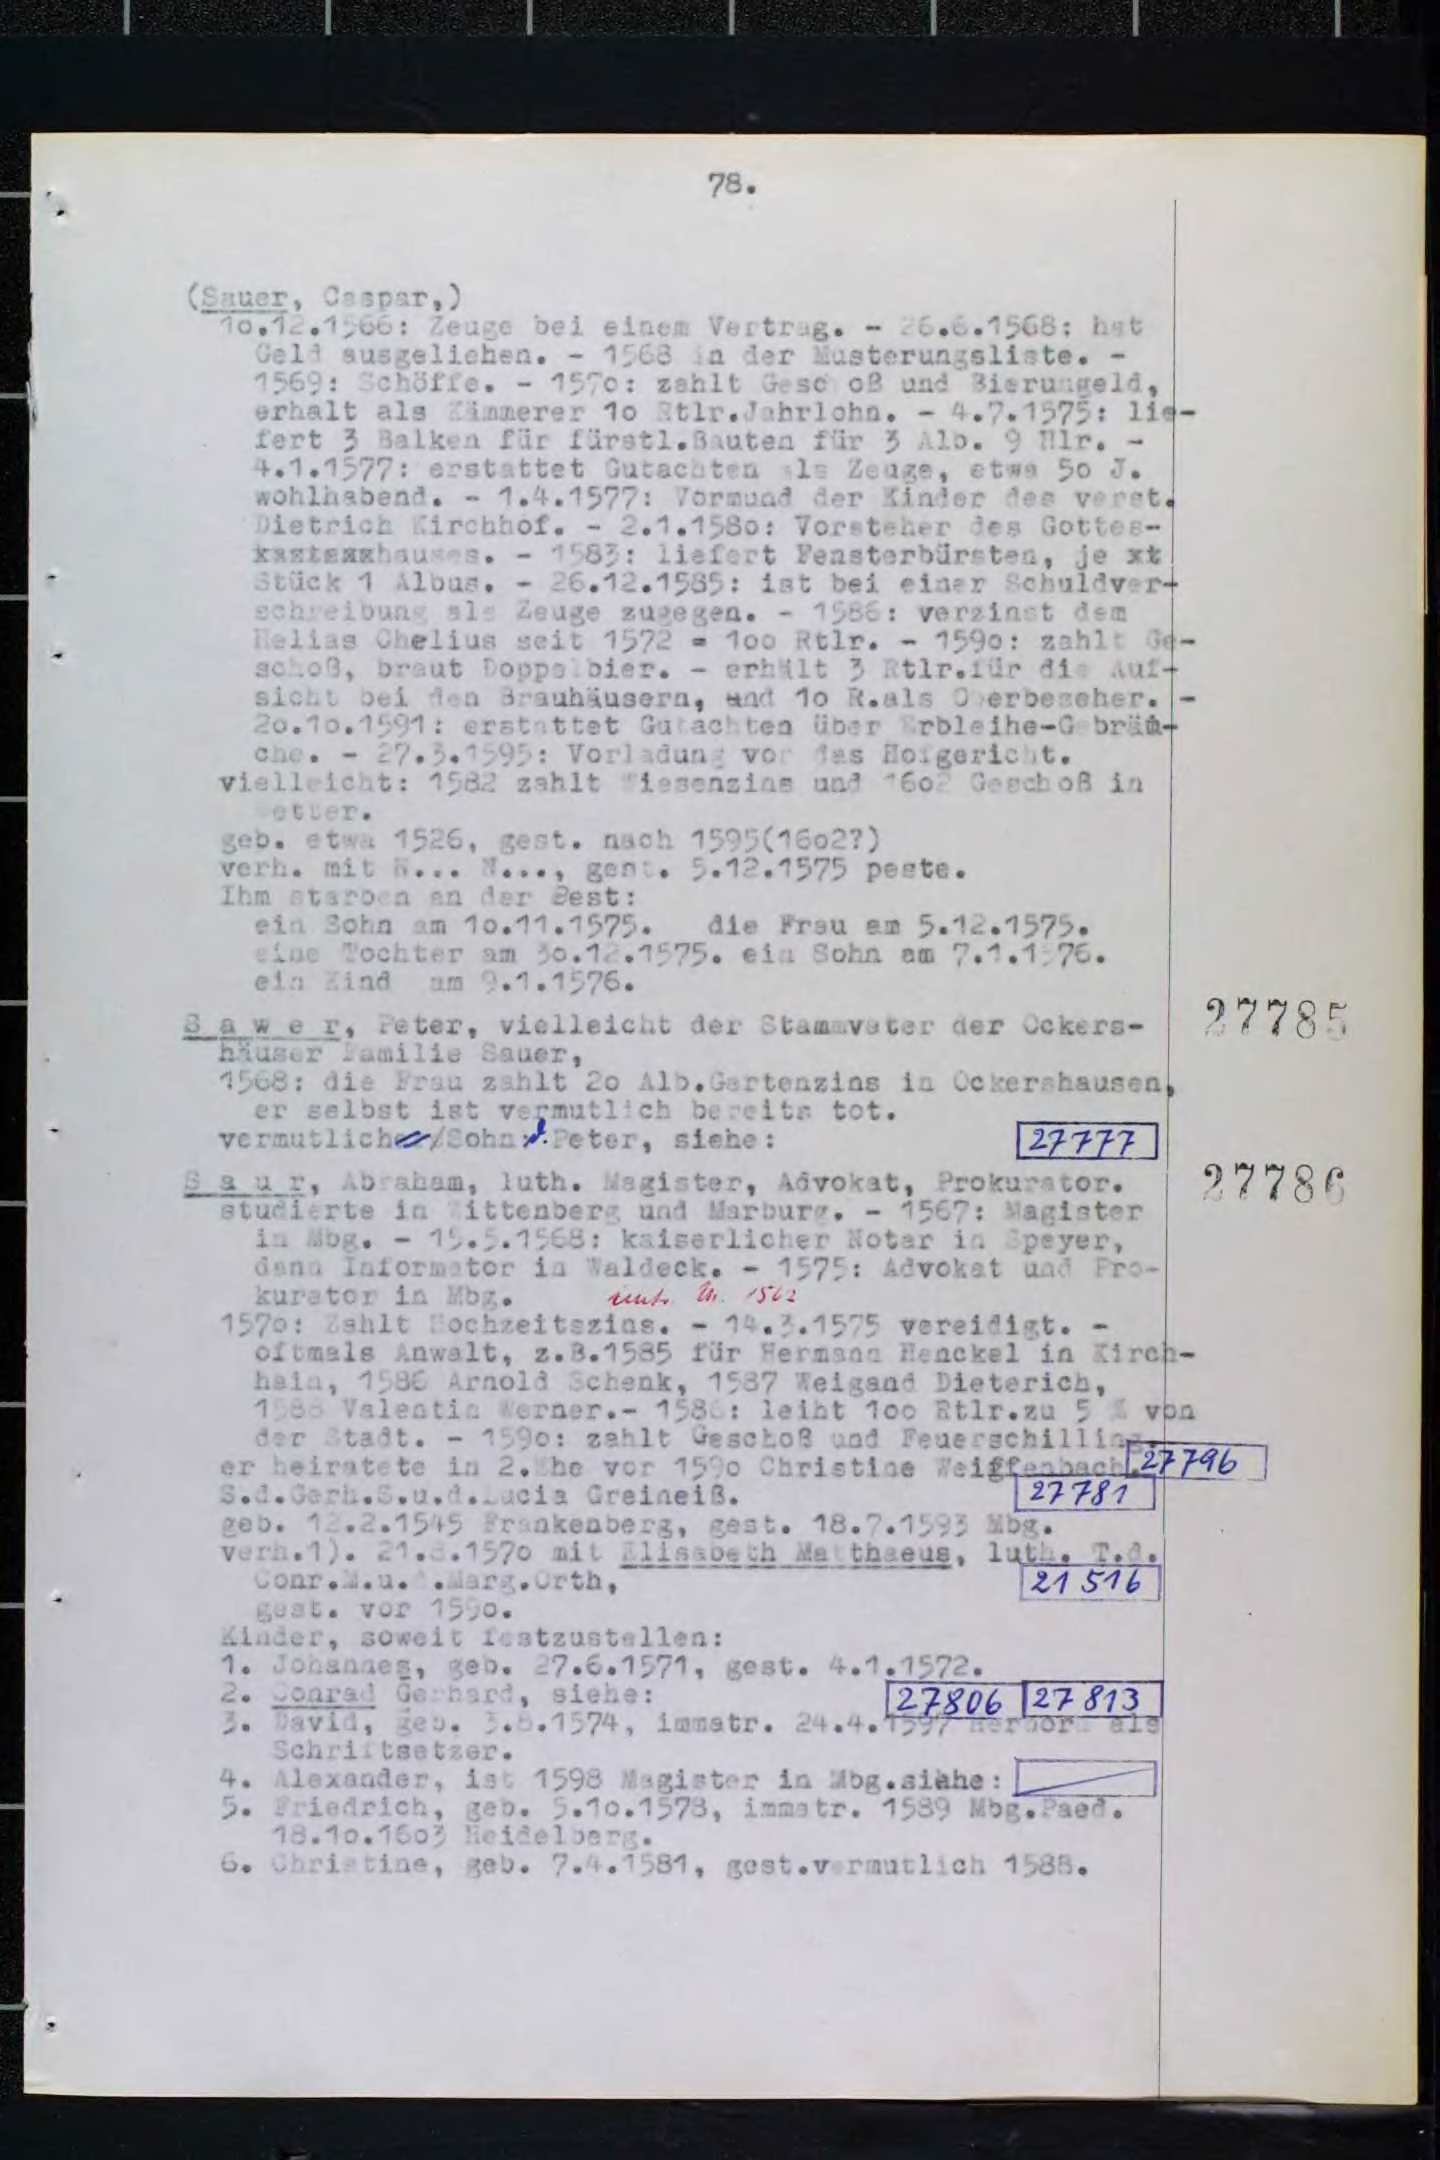 78.
(Sauer, Caspar,)
10.12.1566: Zeuge bei einem Vertrag. - 26.6.1568: hat
Geld ausgeliehen. - 1568 in der Musterungsliste. -
1569: Schöffe. - 1570: zahlt Geschoß und Bierungeld,
erhalt als Kämmerer 10 Rtlr.Jahrlohn. - 4.7.1575: lie-
fert 3 Balken für fürstl.Bauten für 3 Alb. 9 Hlr. -
4.1.1577: erstattet Gutachten als Zeuge, etwa 50 J.
wohlhabend. - 1.4.1577: Vormund der Kinder des verst.
Dietrich Kirchhof. - 2.1.1580: Vorsteher des Gottes-
hauses. - 1583: liefert Fensterbürsten, je
Stück 1 Albus. - 26.12.1585: ist bei einer Schuldver-
schreibung als Zeuge zugegen. - 1586: verzinst dem
Helias Chelius seit 1572 = 100 Rtlr. - 1590: zahlt Ge-
schoß, braut Doppelbier. - erhält 3 Rtlr.für die Auf-
sicht bei den Brauhäusern, und 10 R.als Oberbeseher. -
20.10.1591: erstattet Gutachten über Erbleihe-Gebräu-
che. - 27.3.1595: Vorladung vor das Hofgericht.
vielleicht: 1582 zahlt Wiesenzins und 1602 Geschoß in
Wetter.
geb. etwa 1526, gest. nach 1595(1602?)
verh. mit N... N..., gest. 5.12.1575 peste.
Ihm starben an der Pest:
ein Sohn am 10.11.1575. die Frau am 5.12.1575.
eine Tochter am 30.12.1575. ein Sohn am 7.1.1576.
ein Kind am 9.1.1576.
Sawer, Peter, vielleicht der Stammvater der Ockers- 27785
häuser Familie Sauer,
1568: die Frau zahlt 20 Alb.Gartenzins in Ockershausen,
er selbst ist vermutlich bereits tot.
vermutlich Sohn: Peter, siehe: 27777
Saur, Abraham, luth. Magister, Advokat, Prokurator. 27786
studierte in Wittenberg und Marburg. - 1567: Magister
in Mbg. - 15.5.1568: kaiserlicher Notar in Speyer,
dann Informator in Waldeck. - 1575: Advokat und Pro-
kurator in Mbg. 1562
1570: Zahlt Hochzeitszins. - 14.3.1575 vereidigt. -
oftmals Anwalt, z.B.1585 für Hermann Henckel in Kirch-
hain, 1586 Arnold Schenk, 1587 Weigand Dieterich,
1588 Valentin Werner.- 1586: leiht 100 Rtlr.zu 5 % von
der Stadt. - 1590: zahlt Geschoß und Feuerschilling.
er heiratete in 2.Ehe vor 1590 Christine Weiffenbach. 27796
S.d.Gerh.S.u.d.Lucia Greineiß. 27781
geb. 12.2.1545 Frankenberg, gest. 18.7.1593 Mbg.
verh.1). 1570 mit Elisabeth Matthaeus, luth. T.d.
Conr.M.u.d.Marg.Orth, 21516
gest. vor 1590.
Kinder, soweit festzustellen:
1. Johannes, geb. 27.6.1571, gest. 4.1.1572.
2. Conrad Gerhard, siehe: 27806 27813
3. David, geb. 1574, immatr. 24.4.1597 Herborn als
Schriftsetzer.
4. Alexander, ist 1598 Magister in Mbg.siehe:
5. Friedrich, geb. 5.10.1578, immatr. 1589 Mbg.Paed.
18.10.1603 Heidelberg.
6. Christine, geb. 7.4.1581, gest.vermutlich 1588.